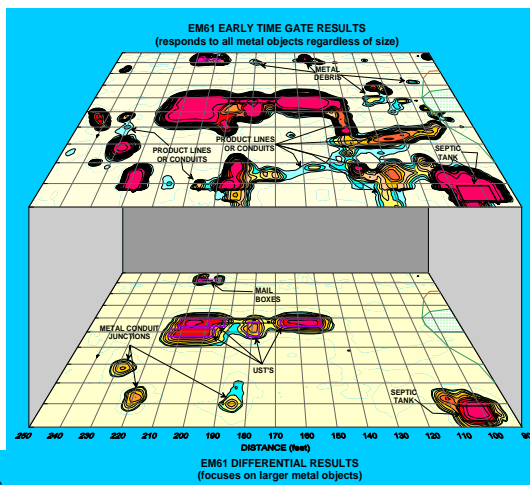 EM61 EARLY TIME GATE RESULTS
(responds to all metal objects regardless of size)
METAL
DEBRIS
PRODUCT LINES
OR CONDUITS
PRODUCT LINES
OR CONDUITS
SEPTIC
TANK
MAIL
BOXES
METAL CONDUIT
JUNCTIONS
UST'S
SEPTIC
TANK
250 240 230 220 210 200 190 180 170 160 150 140 130 120 110 100 90
DISTANCE (feet)
EM61 DIFFERENTIAL RESULTS
(focuses on larger metal objects)